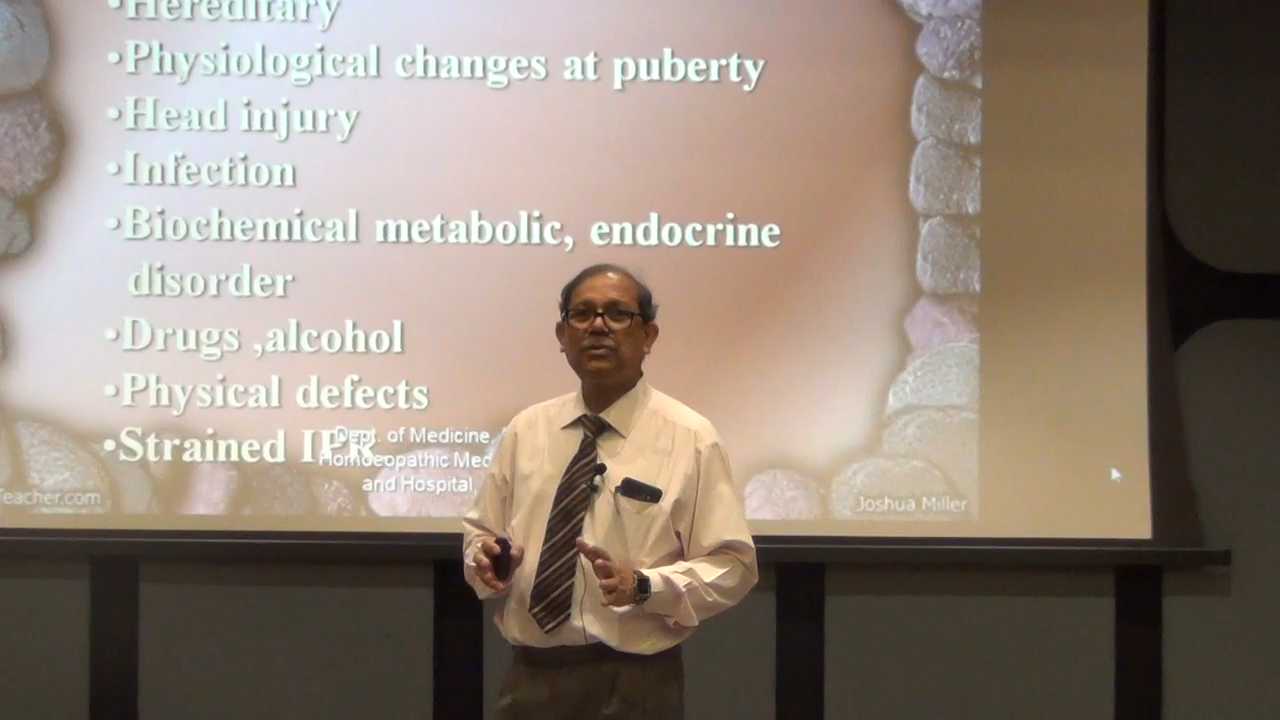 •Hereditary
•Physiological changes at puberty
•Head injury
•Infection
•Biochemical metabolic, endocrine
disorder
•Drugs ,alcohol
•Physical defects
•Strained IPR.
Dept. of Medicine,
Homoeopathic Med
and Hospital,
Teacher.com
Joshua Miller